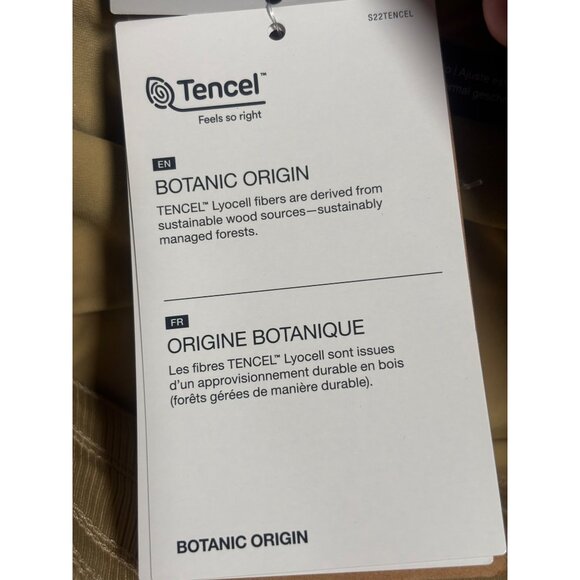 S22TENCEL
Tencel™
Feels so right
EN
BOTANIC ORIGIN
TENCEL™ Lyocell fibers are derived from
sustainable wood sources—sustainably
managed forests.
FR
ORIGINE BOTANIQUE
Les fibres TENCEL™ Lyocell sont issues
d'un approvisionnement durable en bois
(forêts gérées de manière durable).
BOTANIC ORIGIN